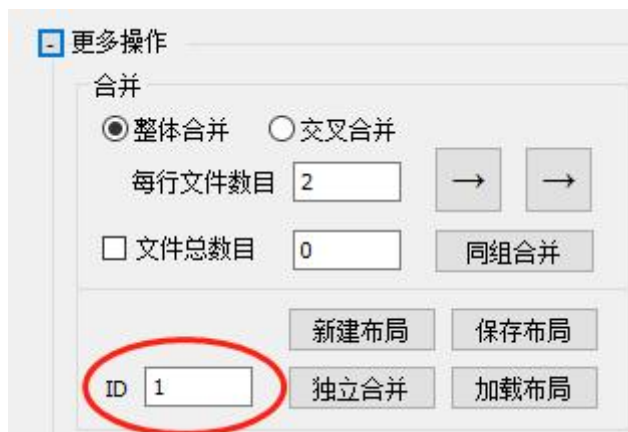 - 更多操作
合并
整体合并 交叉合并
每行文件数目 2 → →
文件总数目 0 同组合并
新建布局 保存布局
ID 1 独立合并 加载布局